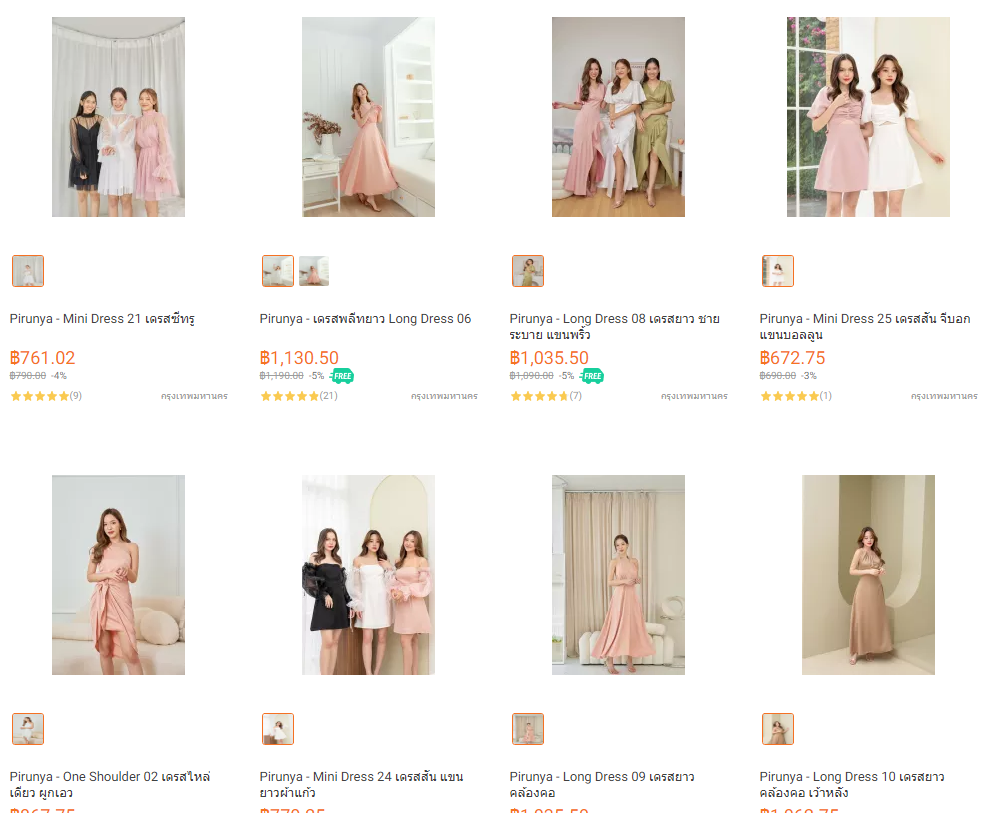 Pirunya - Mini Dress 21 เดรสซีทรู
฿761.02
฿790.00 -4%
(9) กรุงเทพมหานคร
Pirunya - เดรสพลีทยาว Long Dress 06
฿1,130.50
฿1,190.00 -5% FREE
(21) กรุงเทพมหานคร
Pirunya - Long Dress 08 เดรสยาว ชาย
ระบาย แขนพริ้ว
฿1,035.50
฿1,090.00 -5% FREE
(7) กรุงเทพมหานคร
Pirunya - Mini Dress 25 เดรสสั้น จีบอก
แขนบอลลูน
฿672.75
฿690.00 -3%
(1) กรุงเทพมหานคร
Pirunya - One Shoulder 02 เดรสไหล่
เดียว ผูกเอว
Pirunya - Mini Dress 24 เดรสสั้น แขน
ยาวผ้าแก้ว
Pirunya - Long Dress 09 เดรสยาว
คล้องคอ
Pirunya - Long Dress 10 เดรสยาว
คล้องคอ เว้าหลัง